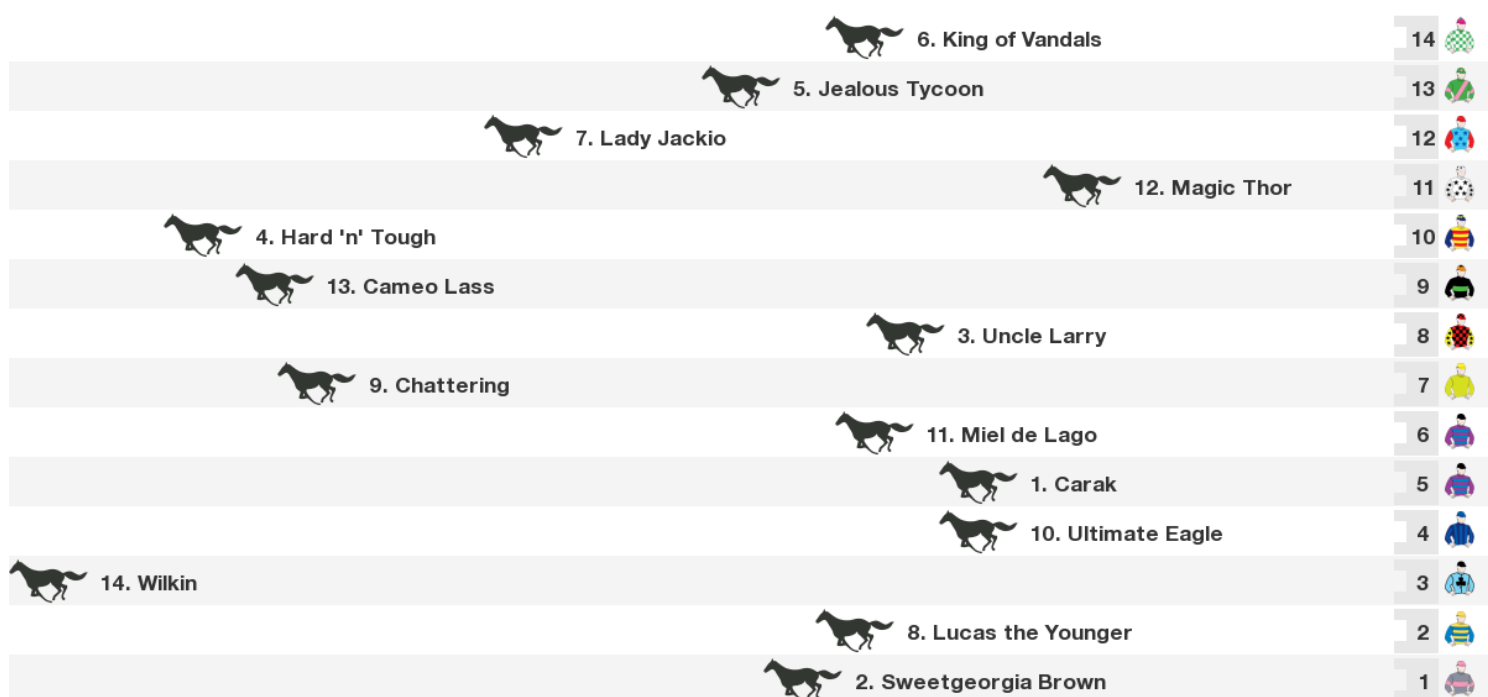 6. King of Vandals 14
5. Jealous Tycoon 13
7. Lady Jackio 12
12. Magic Thor 11
4. Hard 'n' Tough 10
13. Cameo Lass 9
3. Uncle Larry 8
9. Chattering 7
11. Miel de Lago 6
1. Carak 5
10. Ultimate Eagle 4
14. Wilkin 3
8. Lucas the Younger 2
2. Sweetgeorgia Brown 1